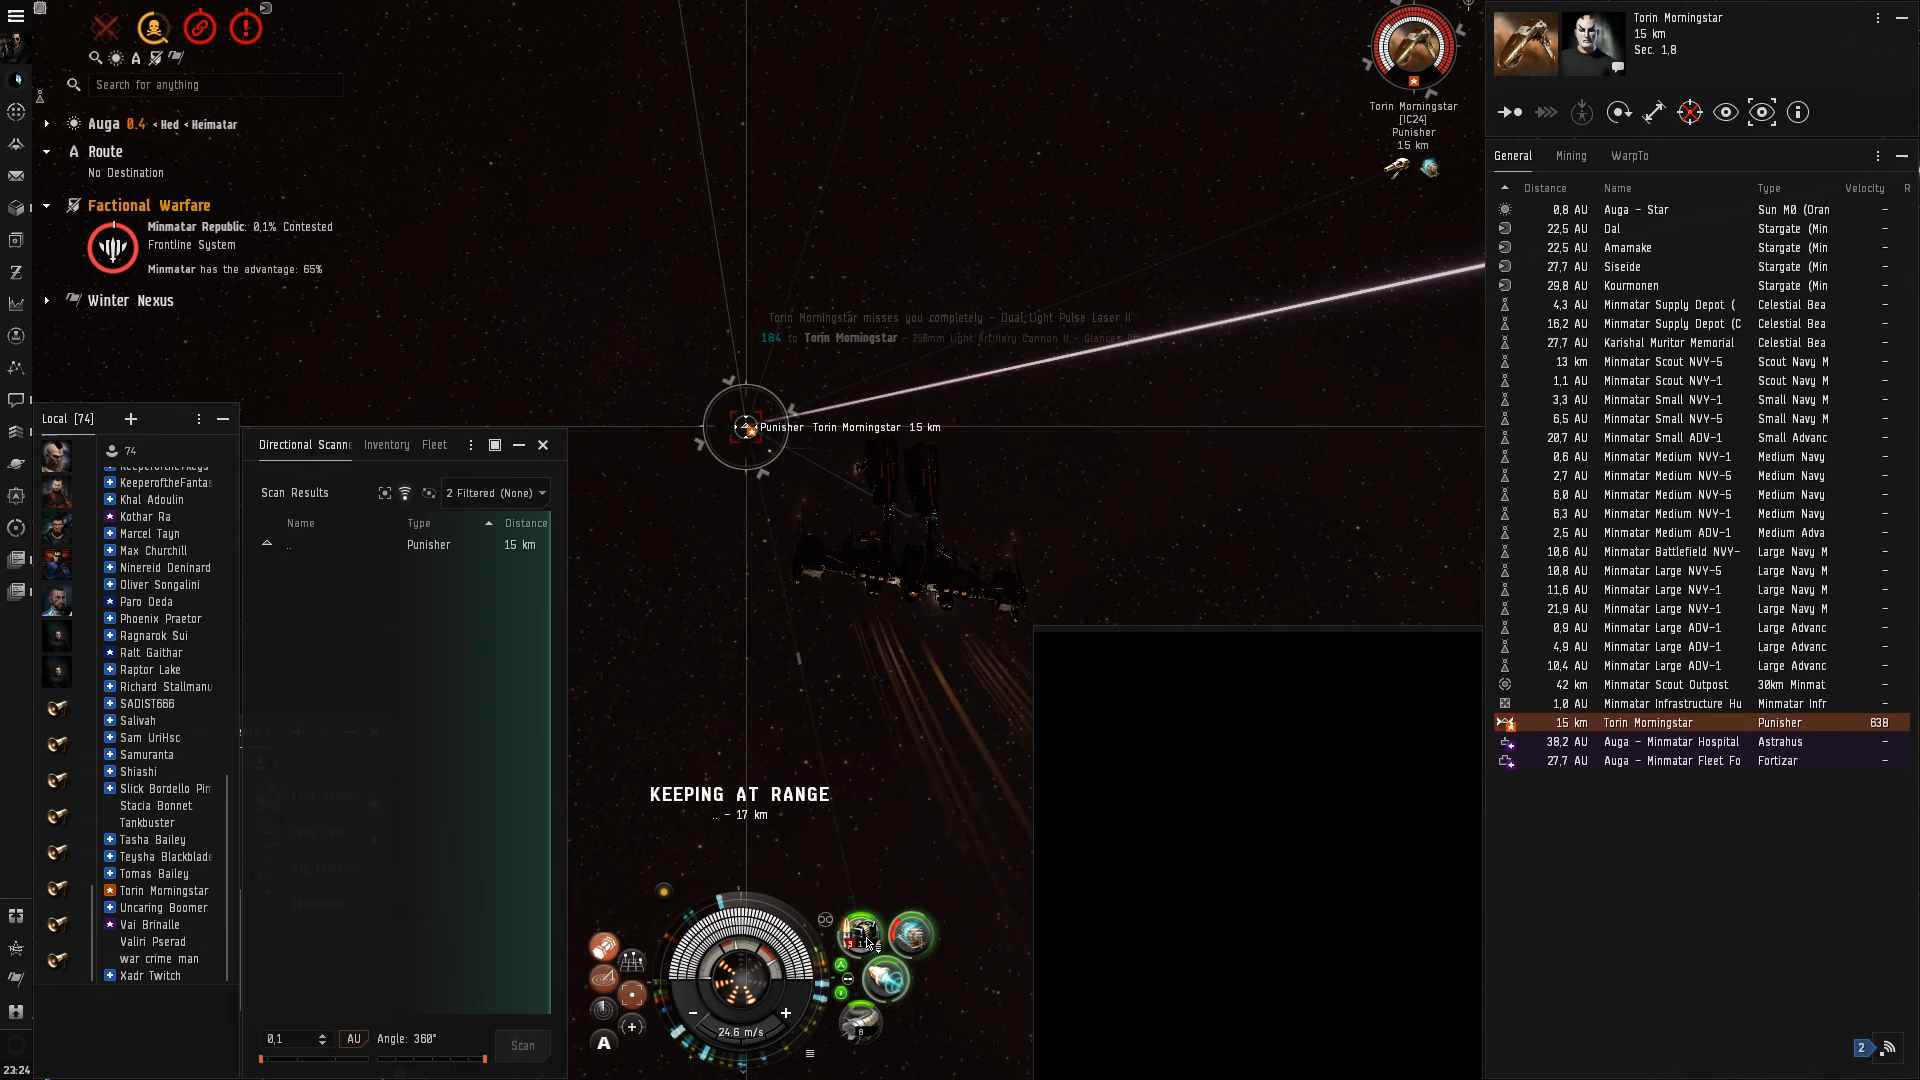 Search for anything
Auga 0.4 < Hed < Heimatar
Route
No Destination
Factional Warfare
Minmatar Republic: 0,1% Contested
Frontline System
Minmatar has the advantage: 65%
Winter Nexus
Torin Morningstar
[IC24]
Punisher
15 km
Torin Morningstar
15 km
Sec. 1,8
General Mining WarpTo
Distance Name Type Velocity R
0,8 AU Auga - Star Sun M0 (Oran -
22,5 AU Dal Stargate (Min -
22,5 AU Amamake Stargate (Min -
27,7 AU Siseide Stargate (Min -
29,8 AU Kourmonen Stargate (Min -
4,3 AU Minmatar Supply Depot ( Celestial Bea -
16,2 AU Minmatar Supply Depot (C Celestial Bea -
27,7 AU Karishal Muritor Memorial Celestial Bea -
13 km Minmatar Scout NVY-5 Scout Navy M -
1,1 AU Minmatar Scout NVY-1 Scout Navy M -
3,3 AU Minmatar Small NVY-1 Small Navy M -
6,5 AU Minmatar Small NVY-5 Small Navy M -
20,7 AU Minmatar Small ADV-1 Small Advanc -
0,6 AU Minmatar Medium NVY-1 Medium Navy -
2,7 AU Minmatar Medium NVY-5 Medium Navy -
6,0 AU Minmatar Medium NVY-5 Medium Navy -
6,3 AU Minmatar Medium NVY-1 Medium Navy -
2,5 AU Minmatar Medium ADV-1 Medium Adva -
10,6 AU Minmatar Battlefield NVY- Large Navy M -
10,8 AU Minmatar Large NVY-5 Large Navy M -
11,6 AU Minmatar Large NVY-1 Large Navy M -
21,9 AU Minmatar Large NVY-1 Large Navy M -
0,9 AU Minmatar Large ADV-1 Large Advanc -
4,9 AU Minmatar Large ADV-1 Large Advanc -
10,4 AU Minmatar Large ADV-1 Large Advanc -
42 km Minmatar Scout Outpost 30km Minmat -
1,0 AU Minmatar Infrastructure Hu Minmatar Infr -
15 km Torin Morningstar Punisher 638
38,2 AU Auga - Minmatar Hospital Astrahus -
27,7 AU Auga - Minmatar Fleet Fo Fortizar -
Torin Morningstar misses you completely - Dual Light Pulse Laser II
184 to Torin Morningstar - 250mm Light Artillery Cannon II - Glances Off
Punisher Torin Morningstar 15 km
Local [74]
74
KeeperoftheFantas
Khal Adoulin
Kothar Ra
Marcel Tayn
Max Churchill
Ninereid Deninard
Oliver Songalini
Paro Oeda
Phoenix Praetor
Ragnarok Sui
Ralt Gaithar
Raptor Lake
Richard Stallmanu
SADIST666
Salivah
Sam UriHsc
Samuranta
Shiashi
Slick Bordello Pim
Stacia Bonnet
Tankbuster
Tasha Bailey
Teysha Blackblade
Tomas Bailey
Torin Morningstar
Uncaring Boomer
Vai Brinalle
Valiri Pserad
war crime man
Xadr Twitch
Directional Scanne Inventory Fleet
Scan Results 2 Filtered (None)
Name Type Distance
.. Punisher 15 km
0,1 AU Angle: 360°
Scan
KEEPING AT RANGE
.. - 17 km
24.6 m/s
A
8
2
23:24